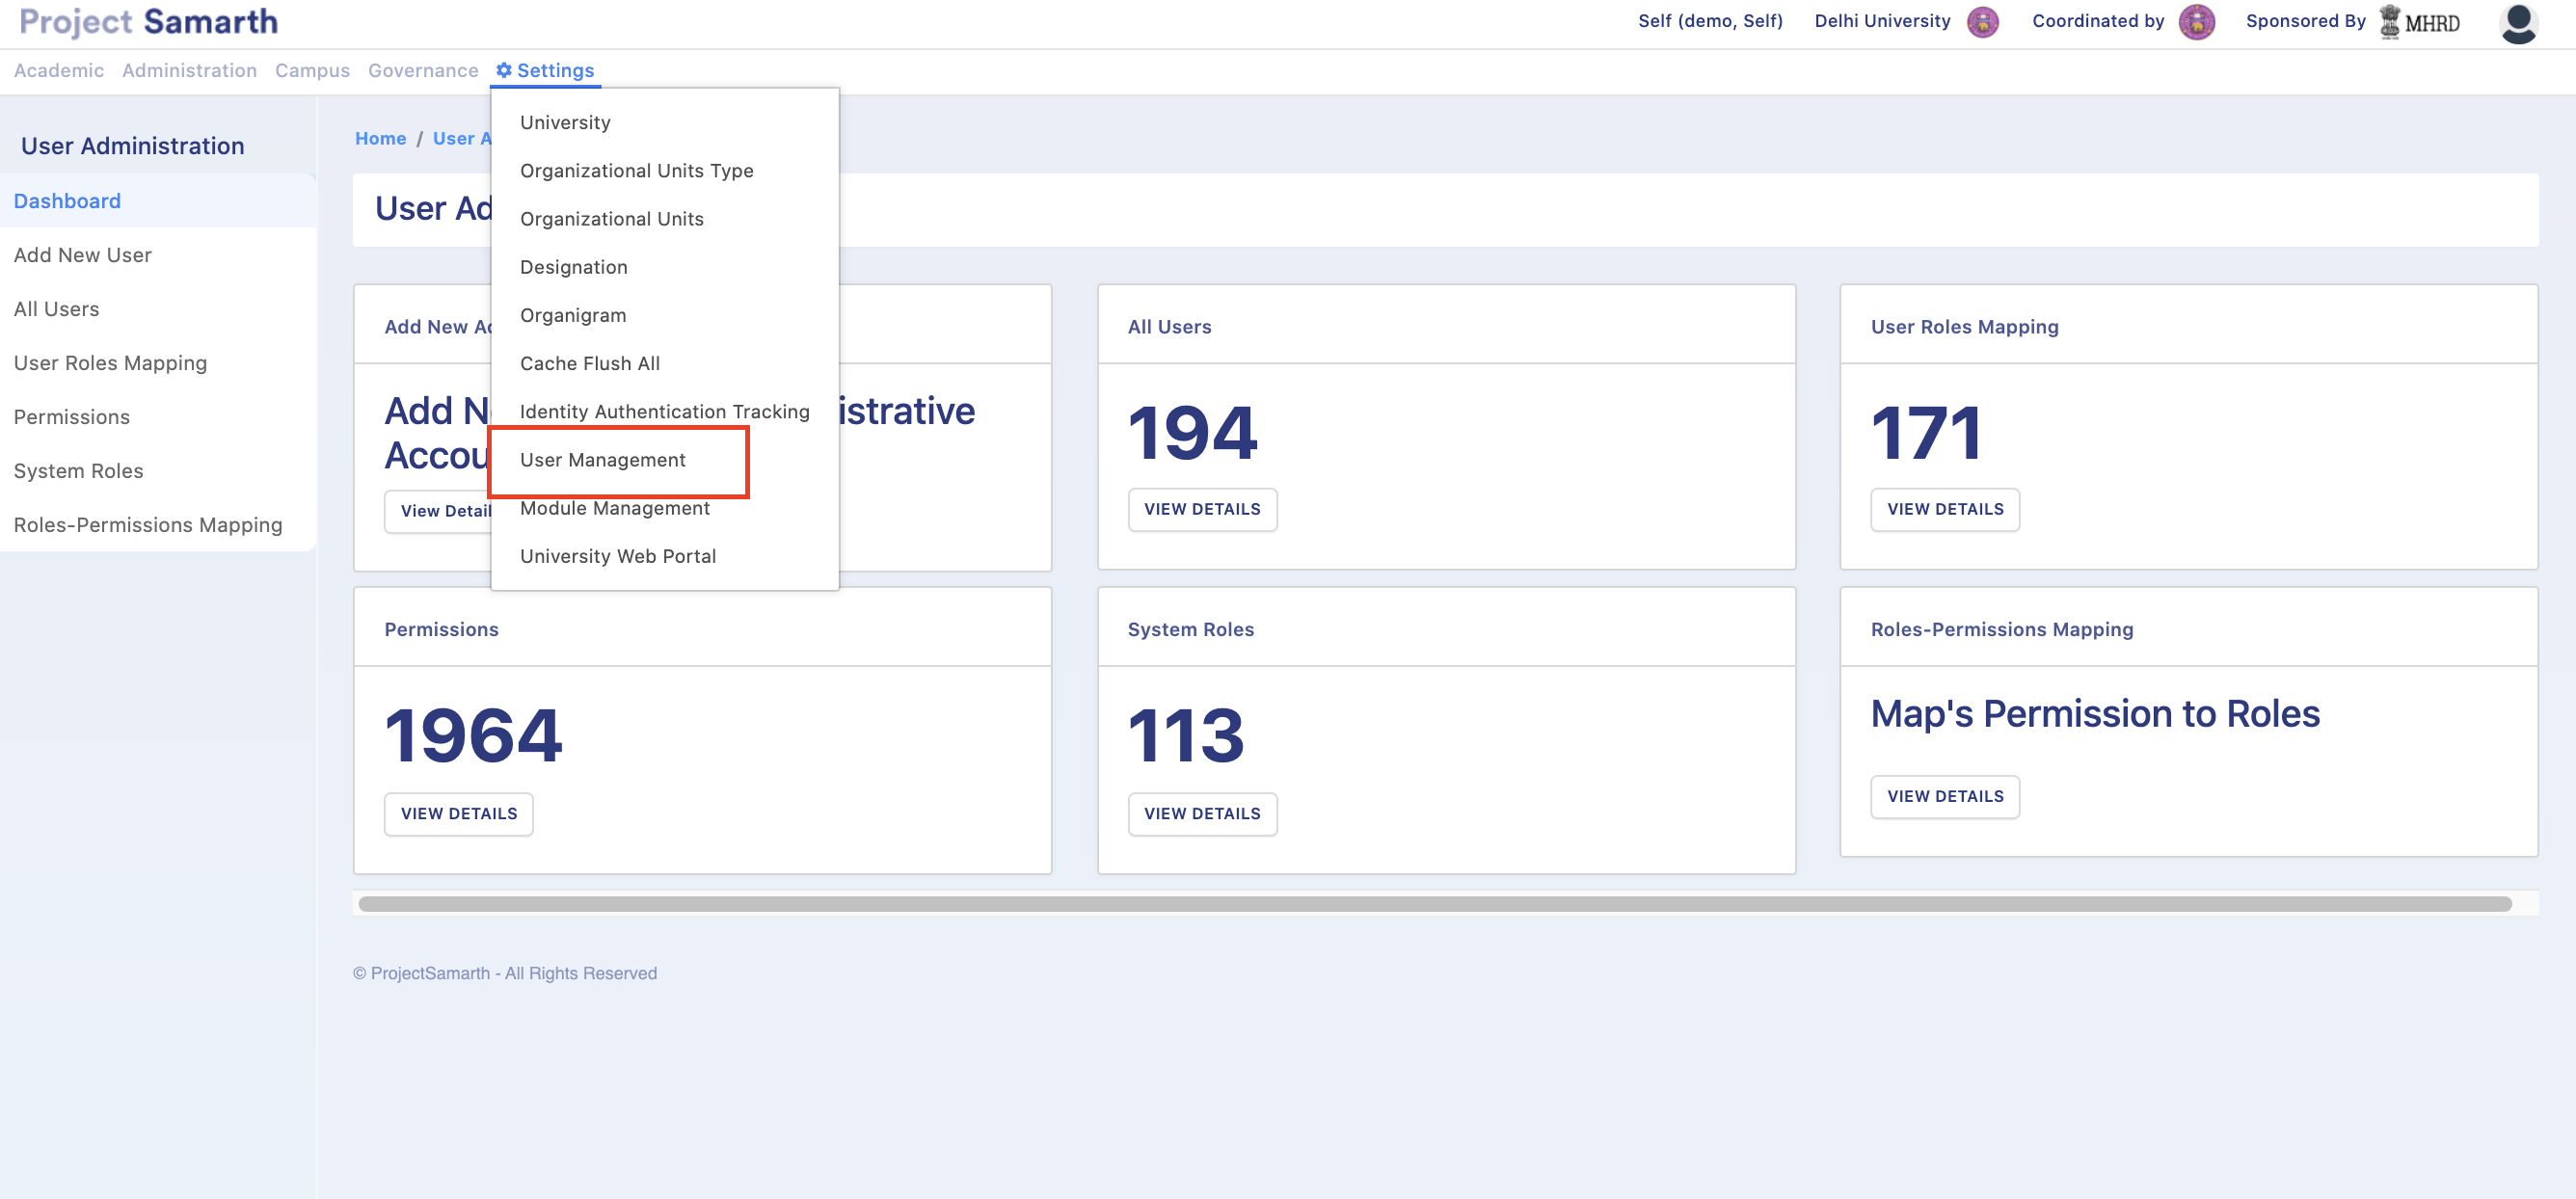 Project Samarth
Self (demo, Self)
Delhi University
Coordinated by
Sponsored By
MHRD
Academic
Administration
Campus
Governance
Settings
University
Organizational Units Type
Organizational Units
Designation
Organigram
Cache Flush All
Identity Authentication Tracking
User Management
Module Management
University Web Portal
User Administration
Dashboard
Add New User
All Users
User Roles Mapping
Permissions
System Roles
Roles-Permissions Mapping
Home / User A
User Ad
Add New Ad
View Detail
All Users
194
VIEW DETAILS
User Roles Mapping
171
VIEW DETAILS
Permissions
1964
VIEW DETAILS
System Roles
113
VIEW DETAILS
Roles-Permissions Mapping
Map's Permission to Roles
VIEW DETAILS
© ProjectSamarth - All Rights Reserved